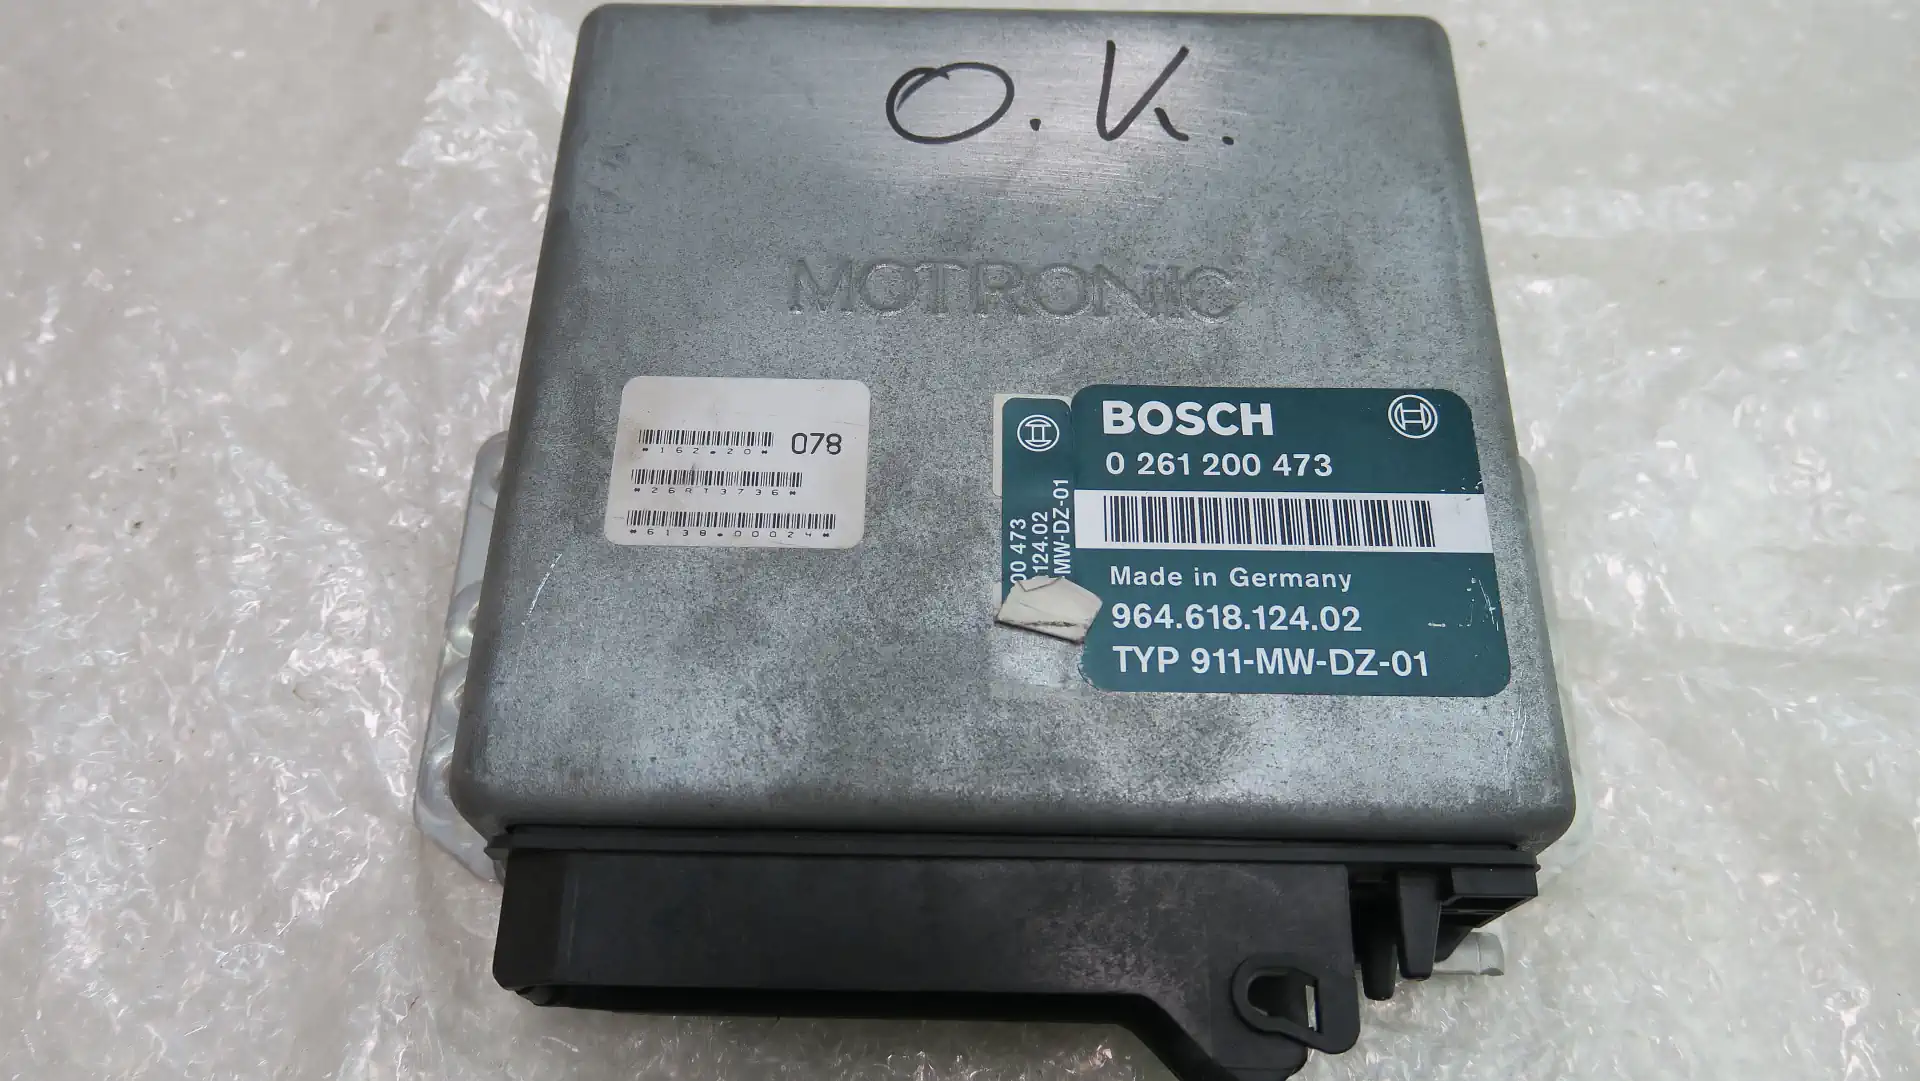 O.K.
MOTRONIC
078
*162.20*
*26RT3736*
*6138.00024*
00 473
124.02
MW-DZ-01
BOSCH
0 261 200 473
Made in Germany
964.618.124.02
TYP 911-MW-DZ-01